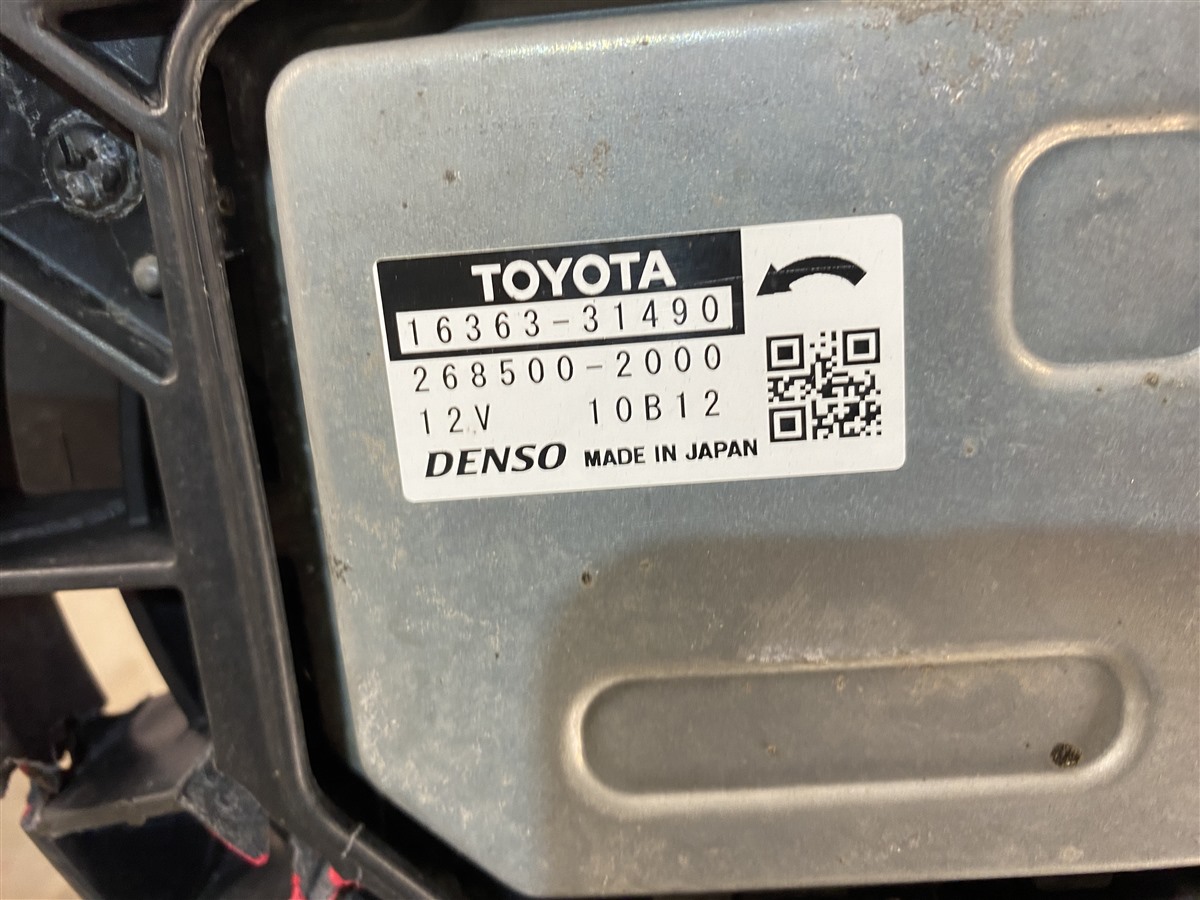 TOYOTA
16363-31490
268500-2000
12V 10B12
DENSO MADE IN JAPAN